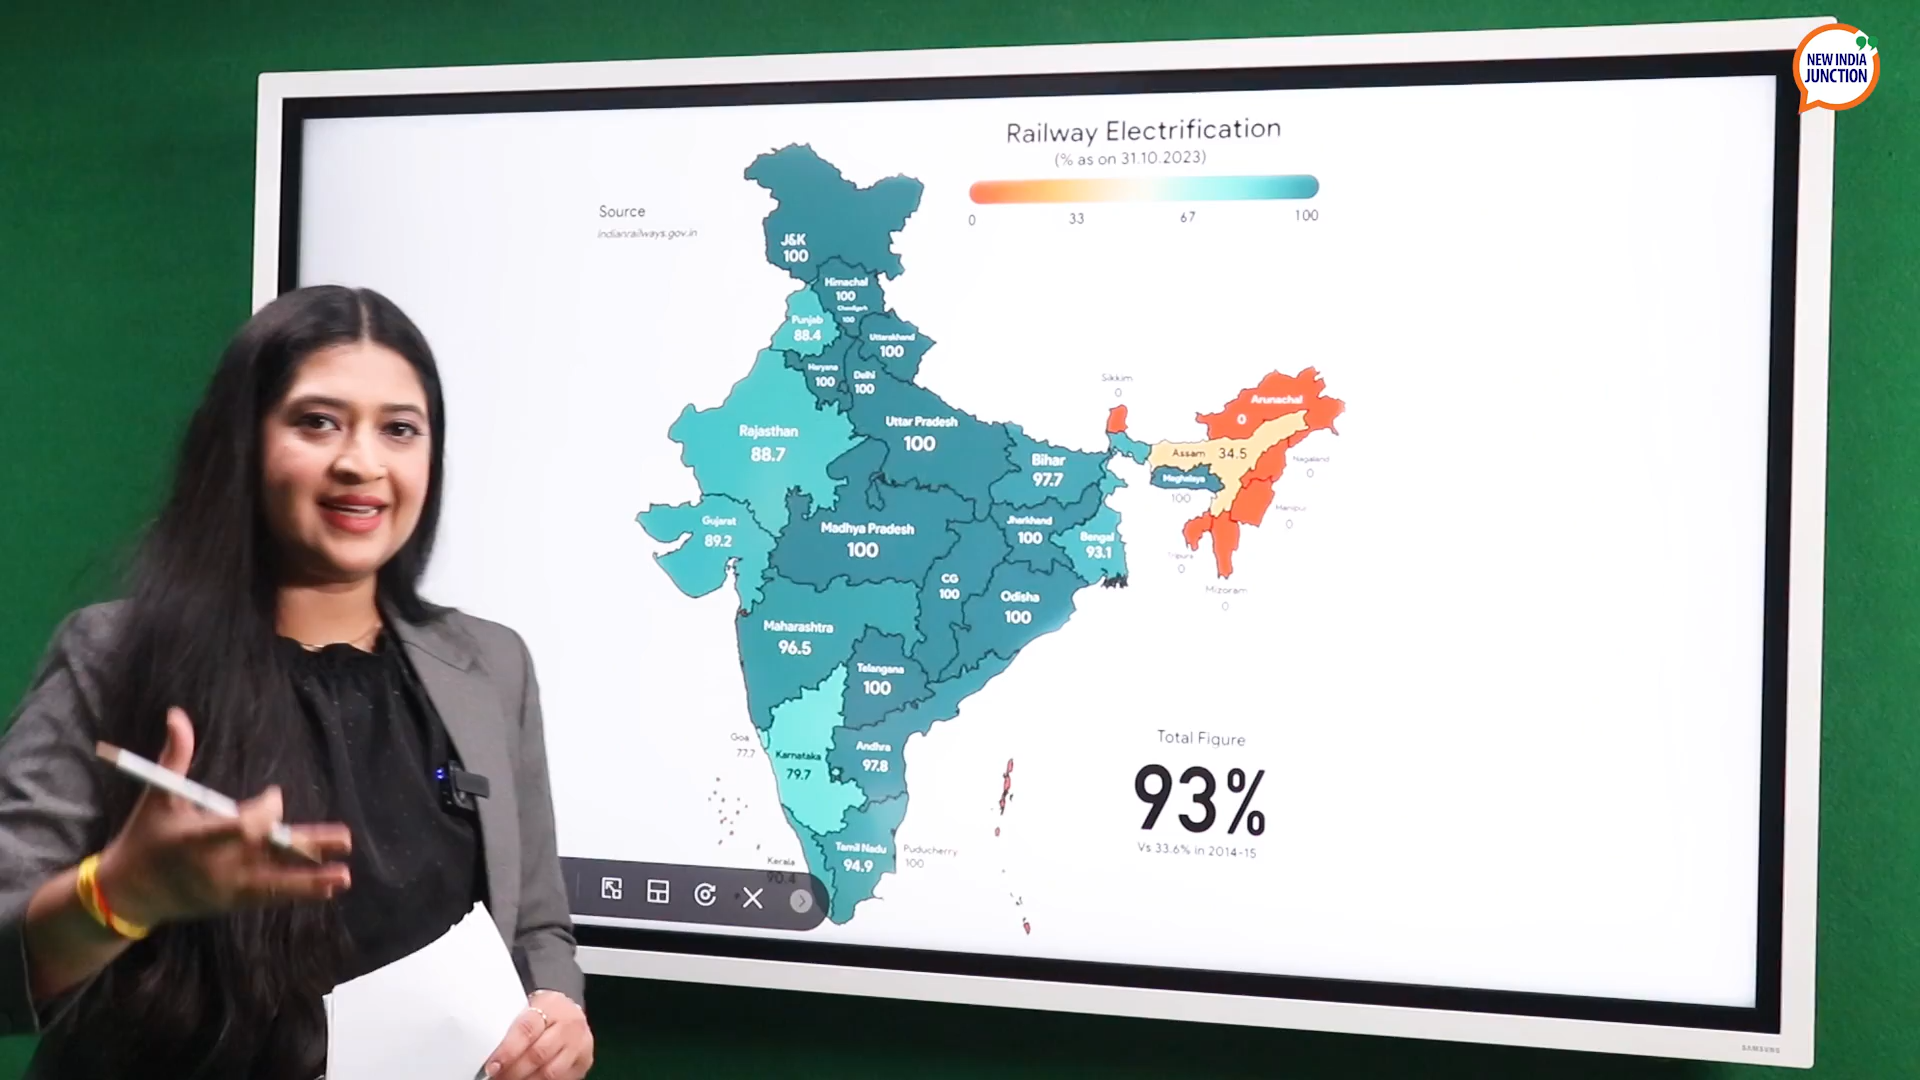 NEW INDIA
JUNCTION
Railway Electrification
(% as on 31.10.2023)
0 33 67 100
Source
indianrailways.gov.in
J&K
100
Himachal
100
Chandigarh
100
Punjab
88.4
Uttarakhand
100
Haryana
100
Delhi
100
Sikkim
0
Arunachal
0
Rajasthan
88.7
Uttar Pradesh
100
Bihar
97.7
Assam 34.5
Nagaland
0
Meghalaya
100
Manipur
0
Gujarat
89.2
Madhya Pradesh
100
Jharkhand
100
Bengal
93.1
Tripura
0
Mizoram
0
CG
100
Odisha
100
Maharashtra
96.5
Telangana
100
Goa
77.7
Karnataka
79.7
Andhra
97.8
Total Figure
93%
Vs 33.6% in 2014-15
Kerala
90.4
Tamil Nadu
94.9
Puducherry
100
SAMSUNG